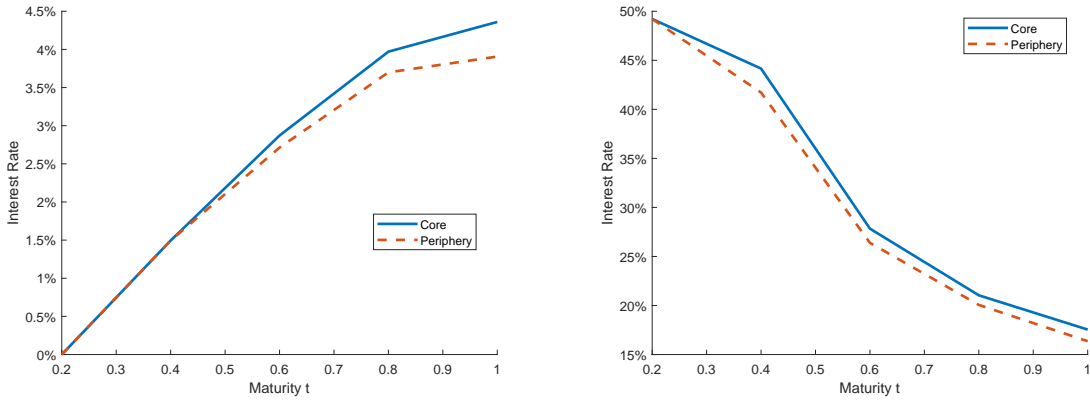 4.5%
4%
3.5%
3%
2.5%
2%
1.5%
1%
0.5%
0%
Interest Rate
0.2 0.3 0.4 0.5 0.6 0.7 0.8 0.9 1
Maturity t
Core
Periphery
50%
45%
40%
35%
30%
25%
20%
15%
Interest Rate
0.2 0.3 0.4 0.5 0.6 0.7 0.8 0.9 1
Maturity t
Core
Periphery